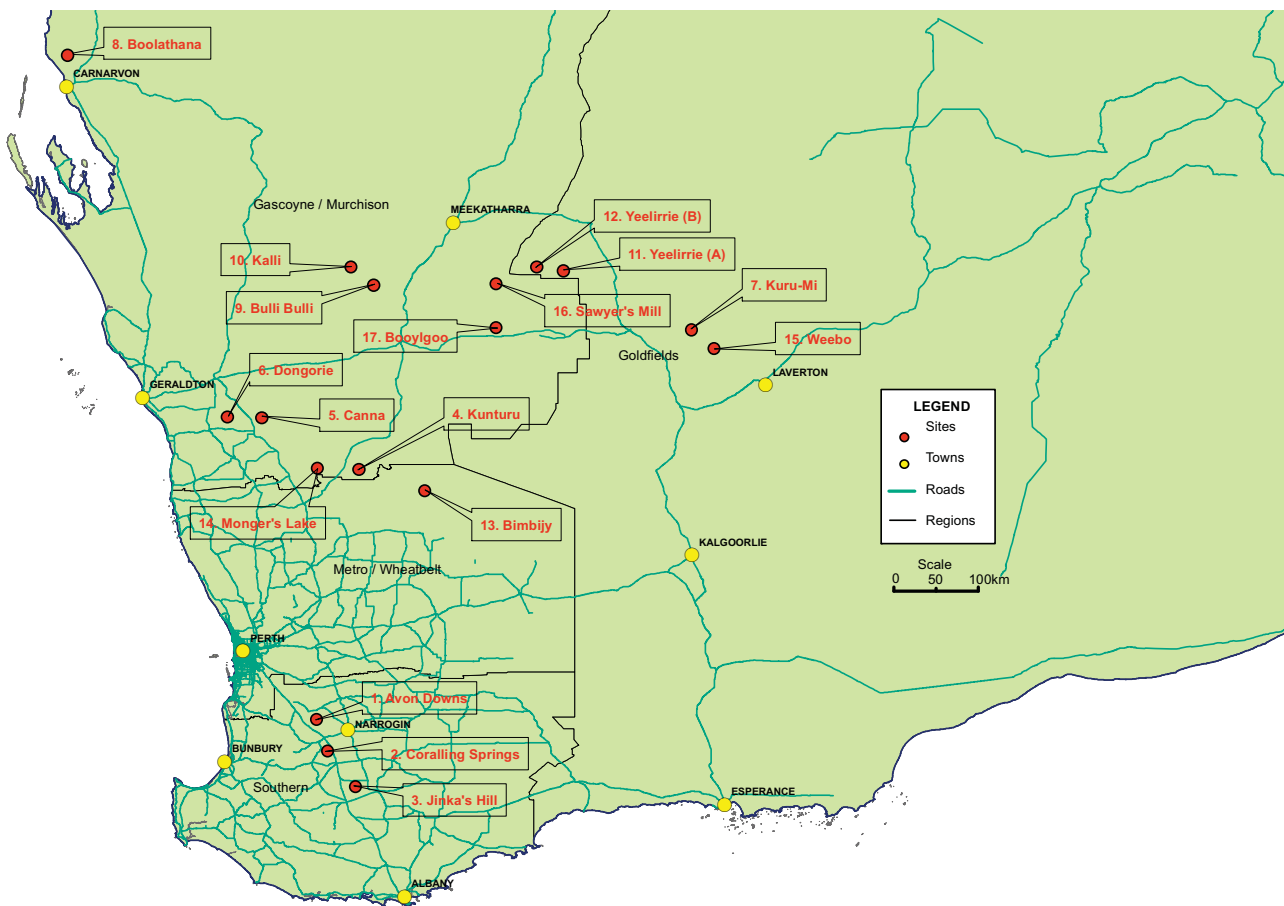 8. Boolathana
CARNARVON
Gascoyne / Murchison
MEEKATHARRA
12. Yeelirrie (B)
11. Yeelirrie (A)
10. Kalli
7. Kuru-Mi
9. Bulli Bulli
16. Sawyer's Mill
17. Booylgoo
15. Weebo
Goldfields
6. Dongorie
GERALDTON
LAVERTON
5. Canna
4. Kunturu
LEGEND
Sites
Towns
Roads
Regions
14. Monger's Lake
13. Bimbijy
KALGOORLIE
Scale
0 50 100km
Metro / Wheatbelt
PERTH
1. Avon Downs
NARROGIN
BUNBURY
2. Coralling Springs
Southern
3. Jinka's Hill
ESPERANCE
ALBANY